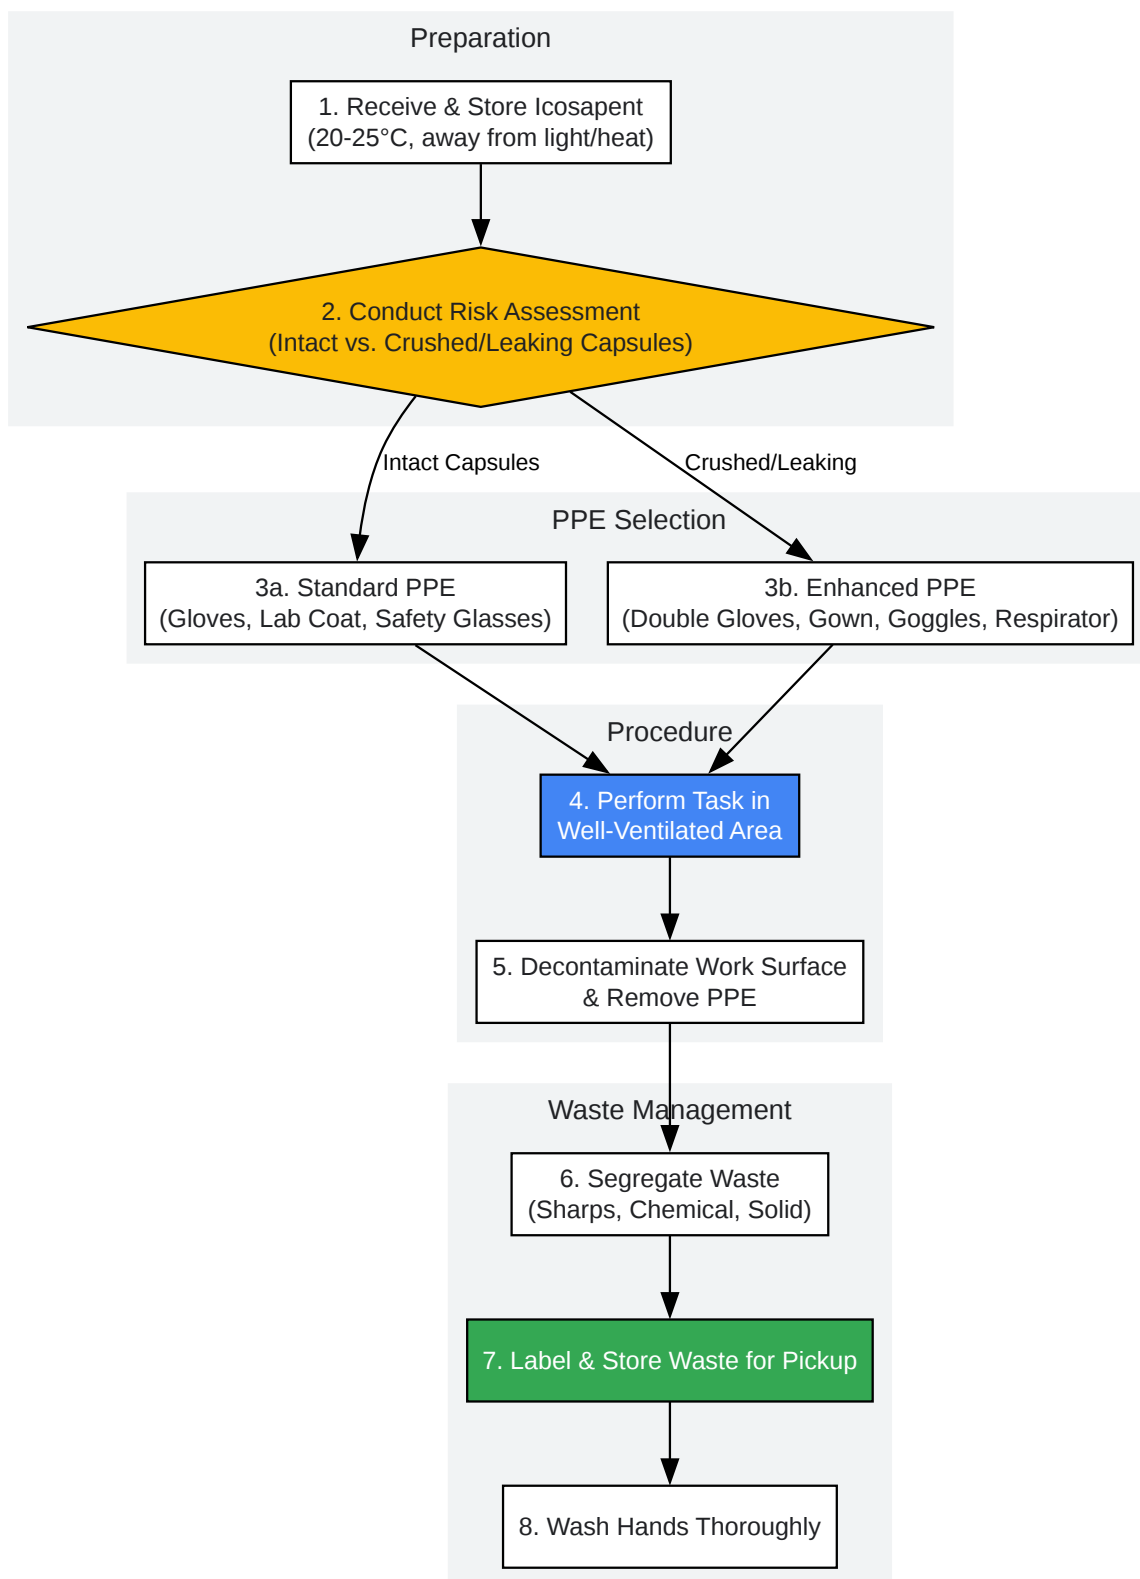 Preparation
1. Receive & Store Icosapent
(20-25°C, away from light/heat)
2. Conduct Risk Assessment
(Intact vs. Crushed/Leaking Capsules)
Intact Capsules
Crushed/Leaking
PPE Selection
3a. Standard PPE
(Gloves, Lab Coat, Safety Glasses)
3b. Enhanced PPE
(Double Gloves, Gown, Goggles, Respirator)
Procedure
4. Perform Task in
Well-Ventilated Area
5. Decontaminate Work Surface
& Remove PPE
Waste Management
6. Segregate Waste
(Sharps, Chemical, Solid)
7. Label & Store Waste for Pickup
8. Wash Hands Thoroughly